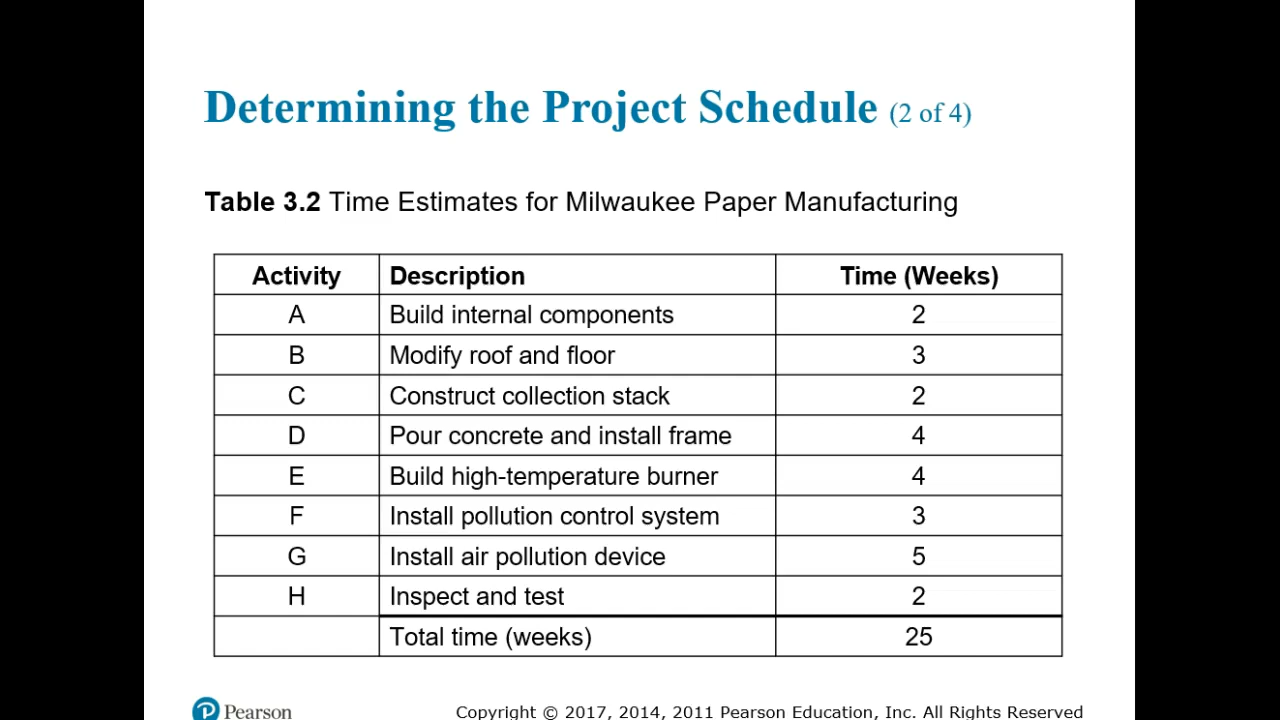 Determining the Project Schedule (2 of 4)
Table 3.2 Time Estimates for Milwaukee Paper Manufacturing
Activity Description Time (Weeks)
A Build internal components 2
B Modify roof and floor 3
C Construct collection stack 2
D Pour concrete and install frame 4
E Build high-temperature burner 4
F Install pollution control system 3
G Install air pollution device 5
H Inspect and test 2
Total time (weeks) 25
P Pearson Copyright © 2017, 2014, 2011 Pearson Education, Inc. All Rights Reserved